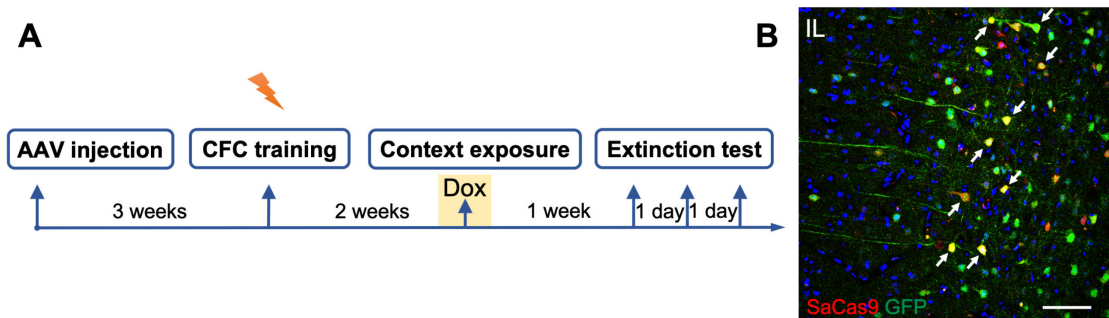 A
B
AAV injection
CFC training
Context exposure
Extinction test
Dox
3 weeks
2 weeks
1 week
1 day
1 day
IL
SaCas9 GFP